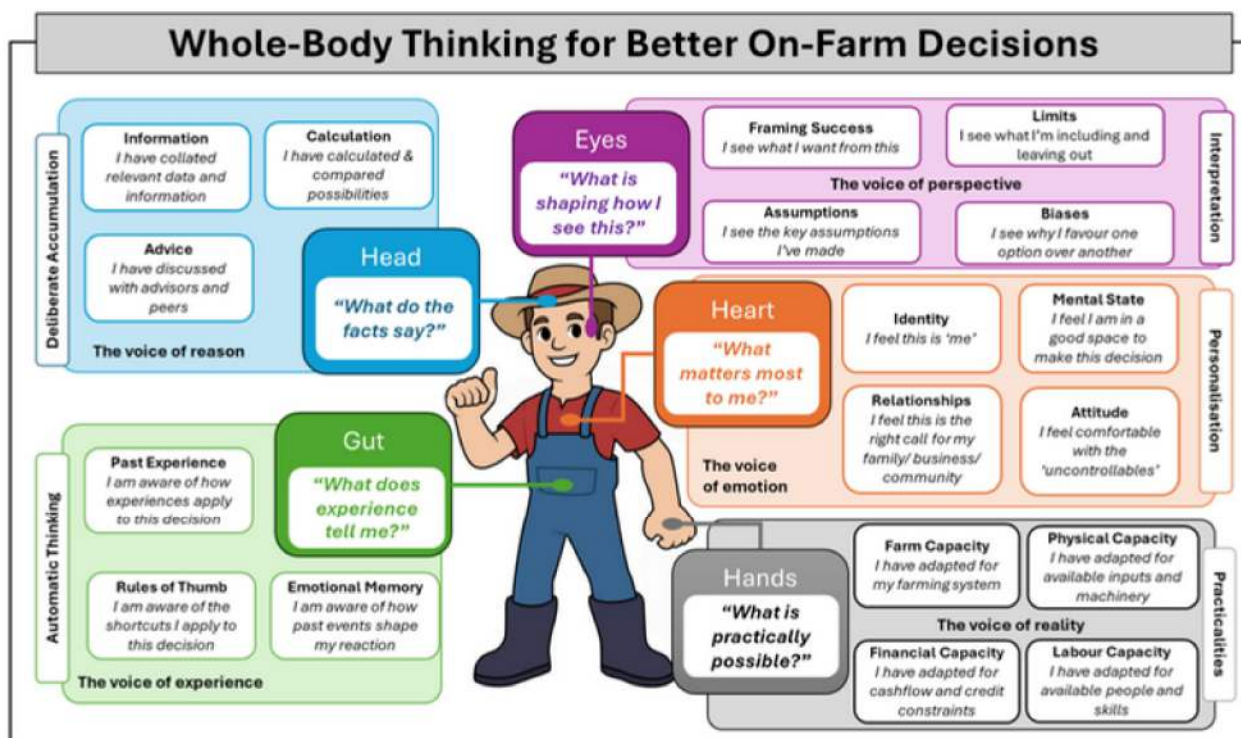 Whole-Body Thinking for Better On-Farm Decisions
Deliberate Accumulation
Information
I have collated
relevant data and
information
Calculation
I have calculated &
compared
possibilities
Advice
I have discussed
with advisors and
peers
The voice of reason
Head
“What do the
facts say?”
Eyes
“What is
shaping how I
see this?”
Framing Success
I see what I want from this
Limits
I see what I'm including and
leaving out
The voice of perspective
Assumptions
I see the key assumptions
I've made
Biases
I see why I favour one
option over another
Interpretation
Heart
“What
matters most
to me?”
Identity
I feel this is ‘me’
Mental State
I feel I am in a
good space to
make this decision
Relationships
I feel this is the
right call for my
family/ business/
community
Attitude
I feel comfortable
with the
‘uncontrollables’
The voice
of emotion
Personalisation
Automatic Thinking
Gut
“What does
experience
tell me?”
Past Experience
I am aware of how
experiences apply
to this decision
Rules of Thumb
I am aware of the
shortcuts I apply to
this decision
Emotional Memory
I am aware of how
past events shape
my reaction
The voice of experience
Hands
“What is
practically
possible?”
Farm Capacity
I have adapted for
my farming system
Physical Capacity
I have adapted for
available inputs and
machinery
The voice of reality
Financial Capacity
I have adapted for
cashflow and credit
constraints
Labour Capacity
I have adapted for
available people and
skills
Practicalities